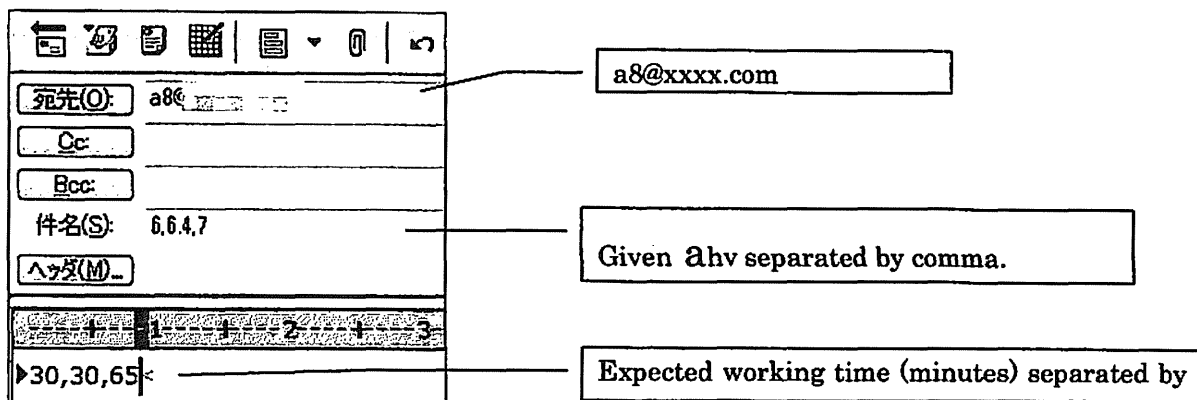 宛先(O): a8@
a8@xxxx.com
Cc:
Bcc:
件名(S): 6,6.4,7
Given ahv separated by comma.
ヘッダ(M)...
1 2 3
30,30,65
Expected working time (minutes) separated by